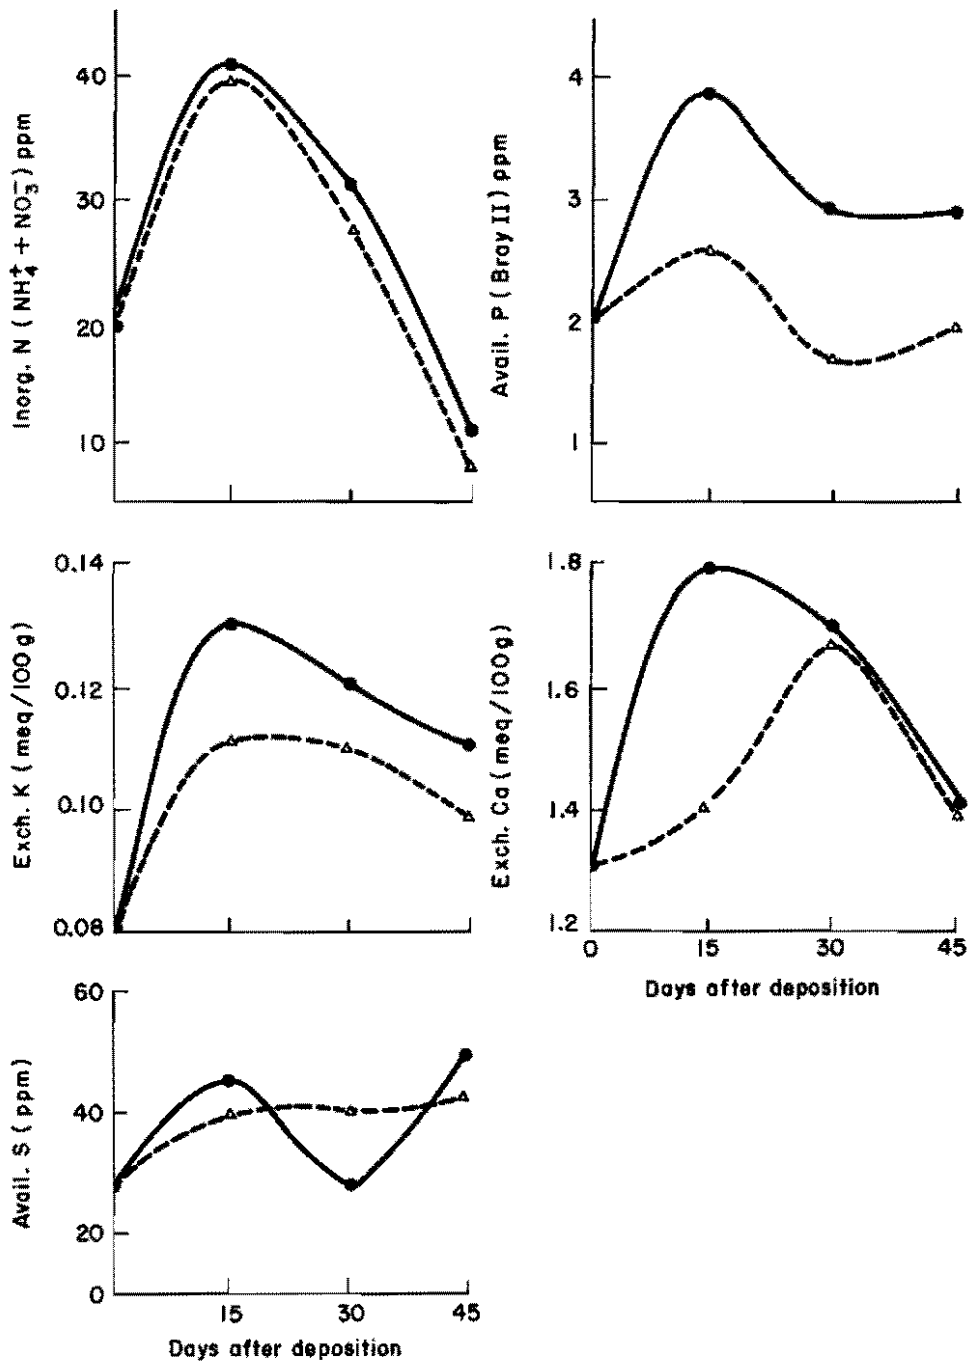 Inorg. N ( NH₄⁺ + NO₃⁻ ) ppm
40
30
20
10
Avail. P ( Bray II ) ppm
4
3
2
1
Exch. K ( meq/100g )
0.14
0.12
0.10
0.08
Exch. Ca ( meq/100g )
1.8
1.6
1.4
1.2
0 15 30 45
Days after deposition
Avail. S ( ppm )
60
40
20
0
15 30 45
Days after deposition